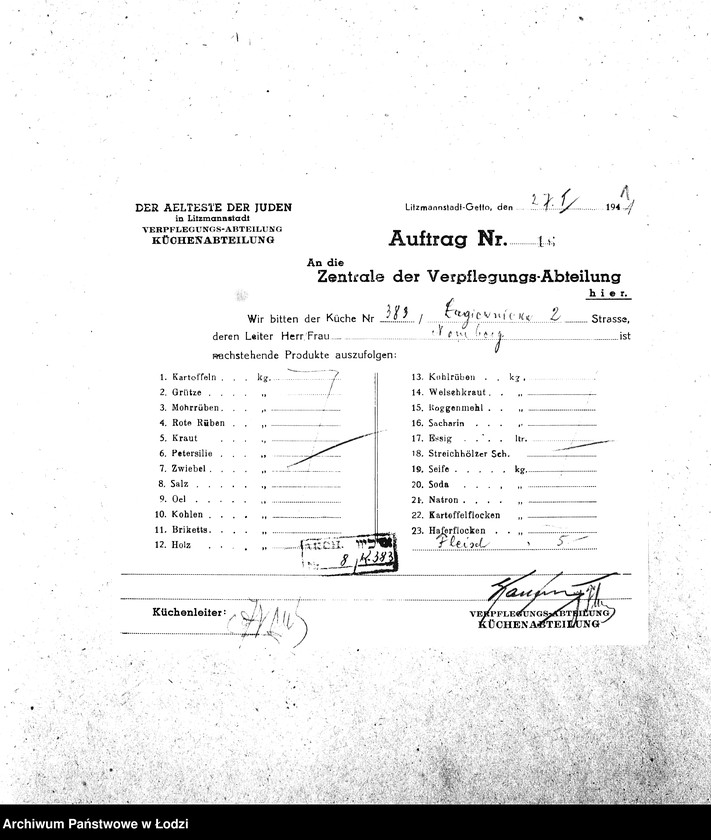 DER AELTESTE DER JUDEN
in Litzmannstadt
VERPFLEGUNGS-ABTEILUNG
KÜCHENABTEILUNG
Litzmannstadt-Getto, den 27. 194
Auftrag Nr.
An die
Zentrale der Verpflegungs-Abteilung
hier.
Wir bitten der Küche Nr 383 / Łagiewnicka 2 Strasse,
deren Leiter Herr/Frau ist
nachstehende Produkte auszufolgen:
1. Kartoffeln . . . kg.
2. Grütze . . . . „
3. Mohrrüben . . . „
4. Rote Rüben . . „
5. Kraut . . . . „
6. Petersilie . . . „
7. Zwiebel . . . . „
8. Salz . . . . . „
9. Oel . . . . . „
10. Kohlen . . . . „
11. Briketts . . . „
12. Holz . . . . „
13. Kohlrüben . . kg.
14. Welschkraut . . „
15. Roggenmehl . . „
16. Sacharin . . . „
17. Essig . . . ltr.
18. Streichhölzer Sch.
19. Seife . . . . . kg.
20. Soda „
21. Natron . . . . „
22. Kartoffelflocken „
23. Haferflocken . . „
Fleisch 5 –
ARCH.
8 / K. 383
Küchenleiter:
VERPFLEGUNGS-ABTEILUNG
KÜCHENABTEILUNG
Archiwum Państwowe w Łodzi